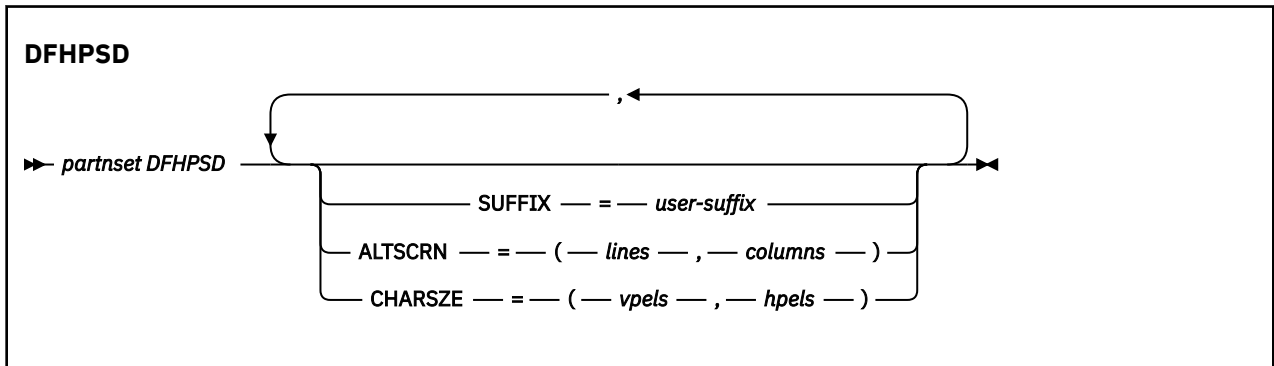 DFHPSD
,
partnset DFHPSD
SUFFIX = user-suffix
ALTSCRN = ( lines , columns )
CHARSZE = ( vpels , hpels )